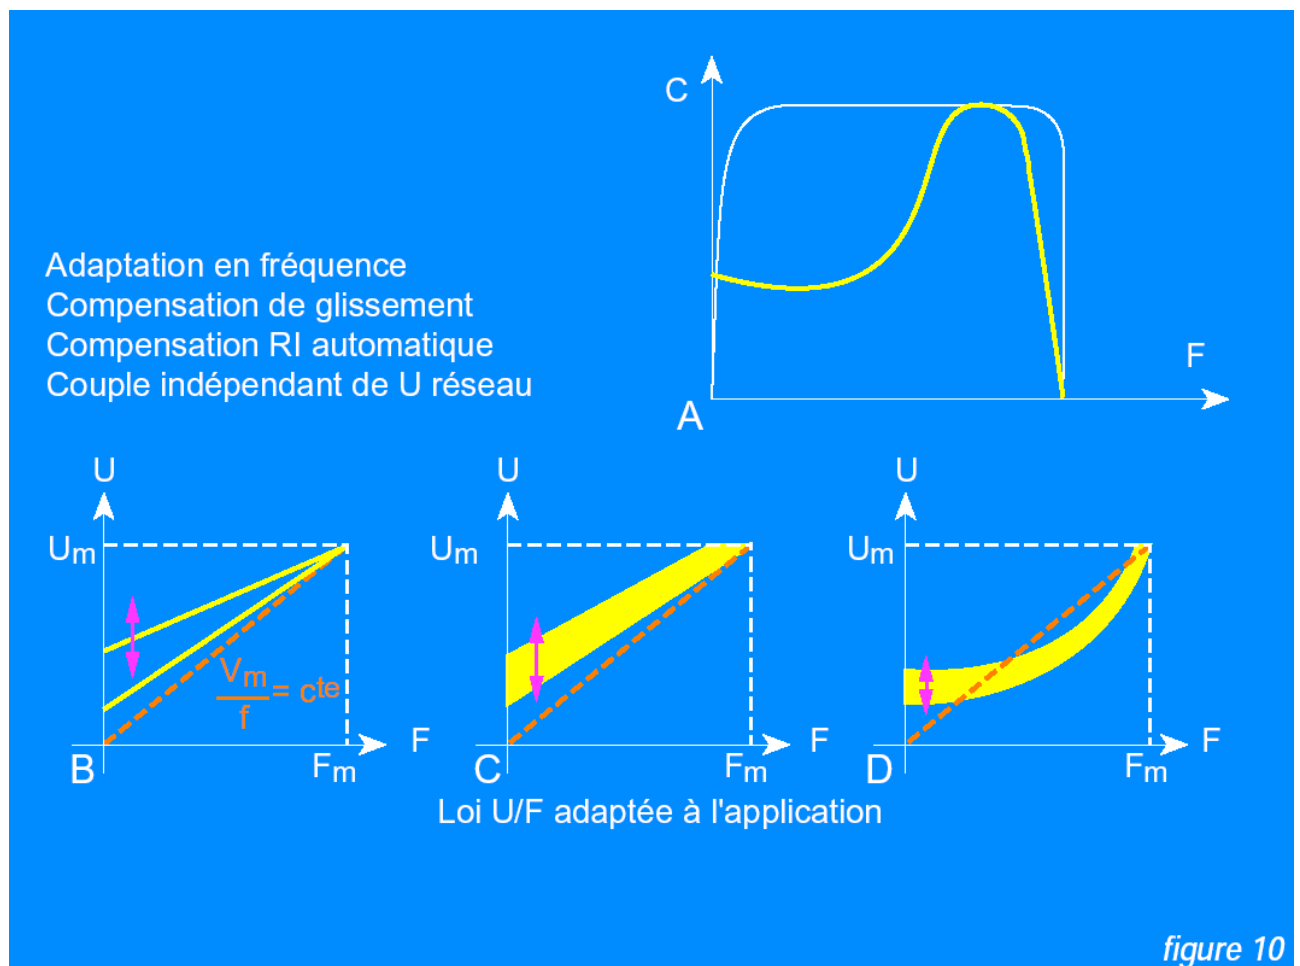 C
F
A
Adaptation en fréquence
Compensation de glissement
Compensation RI automatique
Couple indépendant de U réseau
U
Um
Vm
f
= cte
F
B
Fm
U
Um
F
C
Fm
U
Um
F
D
Fm
Loi U/F adaptée à l'application
figure 10